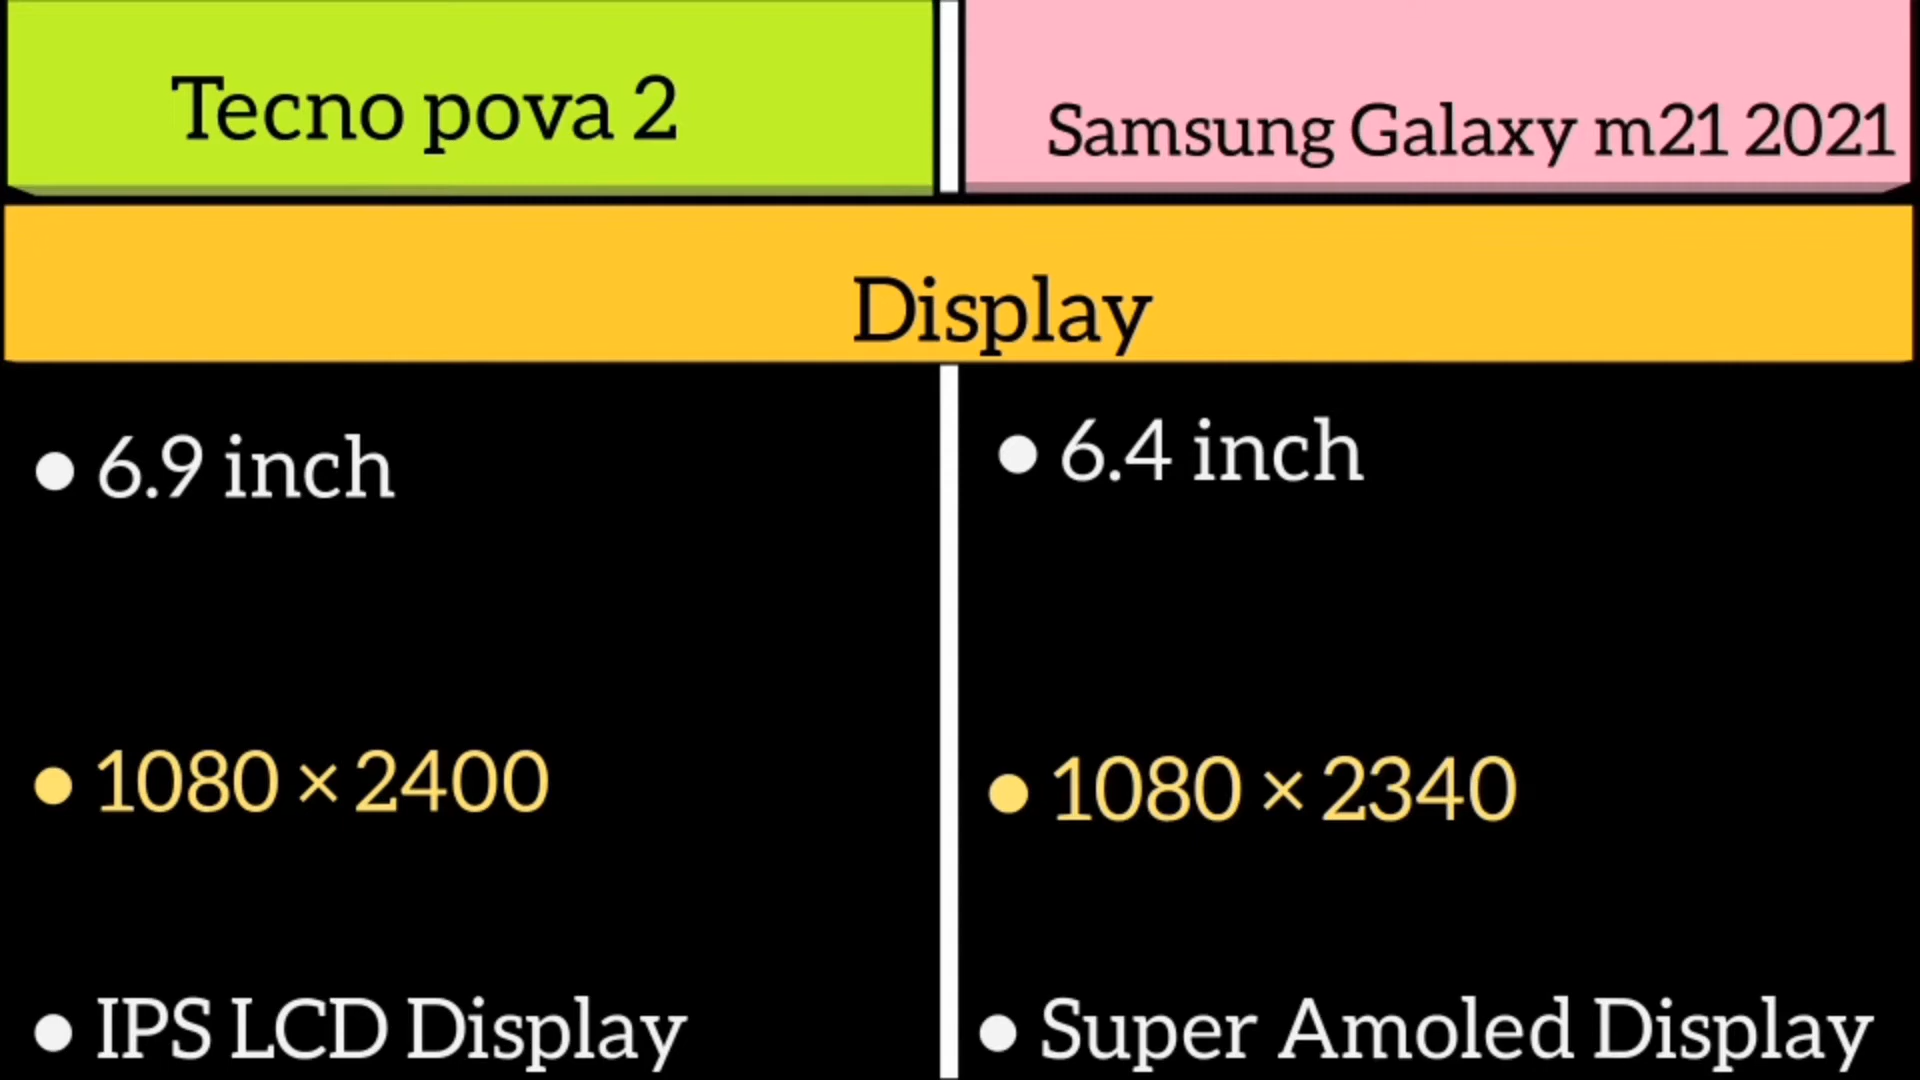 Tecno pova 2
Samsung Galaxy m21 2021
Display
● 6.9 inch
● 6.4 inch
● 1080 × 2400
● 1080 × 2340
● IPS LCD Display
● Super Amoled Display